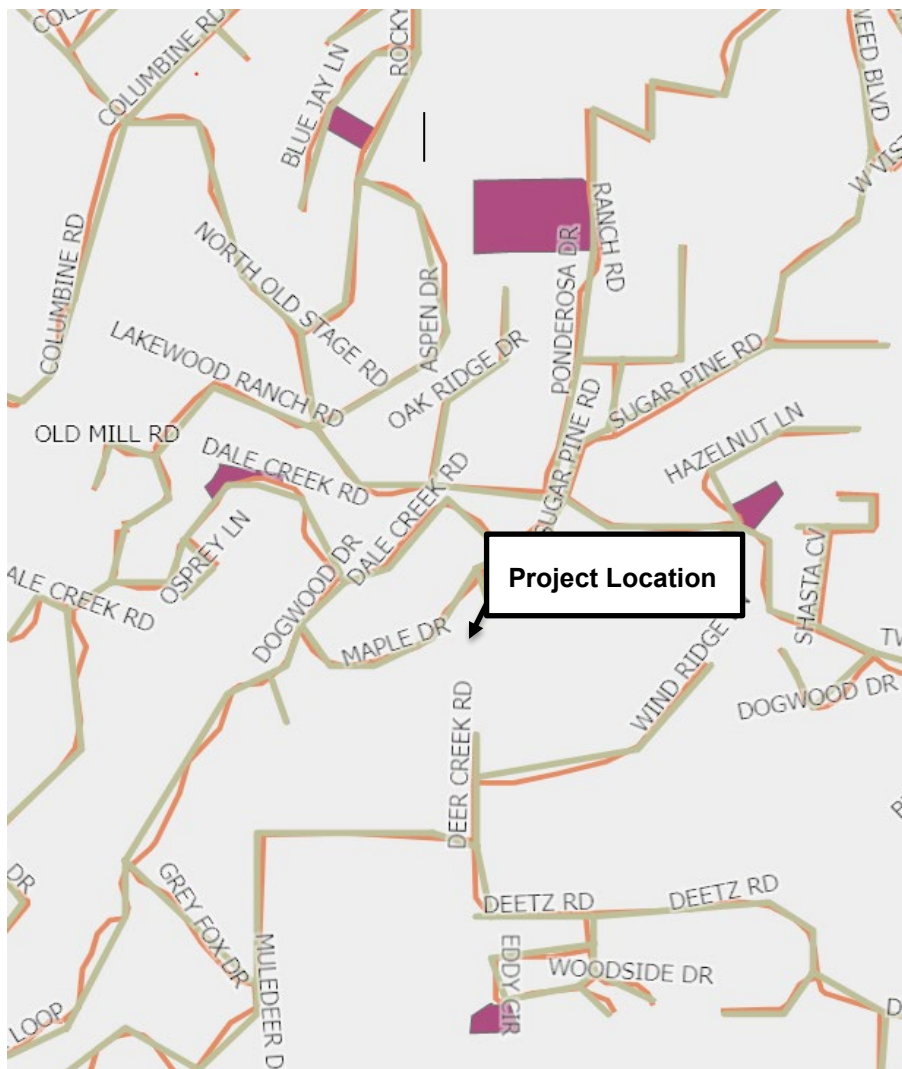 COLUMBINE RD
BLUE JAY LN
ROCKY
WEED BLVD
W VIST
COLUMBINE RD
NORTH OLD STAGE RD
ASPEN DR
RANCH RD
PONDEROSA DR
LAKEWOOD RANCH RD
OAK RIDGE DR
SUGAR PINE RD
OLD MILL RD
DALE CREEK RD
SUGAR PINE RD
HAZELNUT LN
OSPREY LN
DALE CREEK RD
Project Location
SHASTA CV
ALE CREEK RD
DOGWOOD DR
MAPLE DR
WIND RIDGE
TW
DOGWOOD DR
DEER CREEK RD
DR
GREY FOX DR
DEETZ RD
DEETZ RD
EDDY CIR
WOODSIDE DR
MULEDEER D
LOOP
D